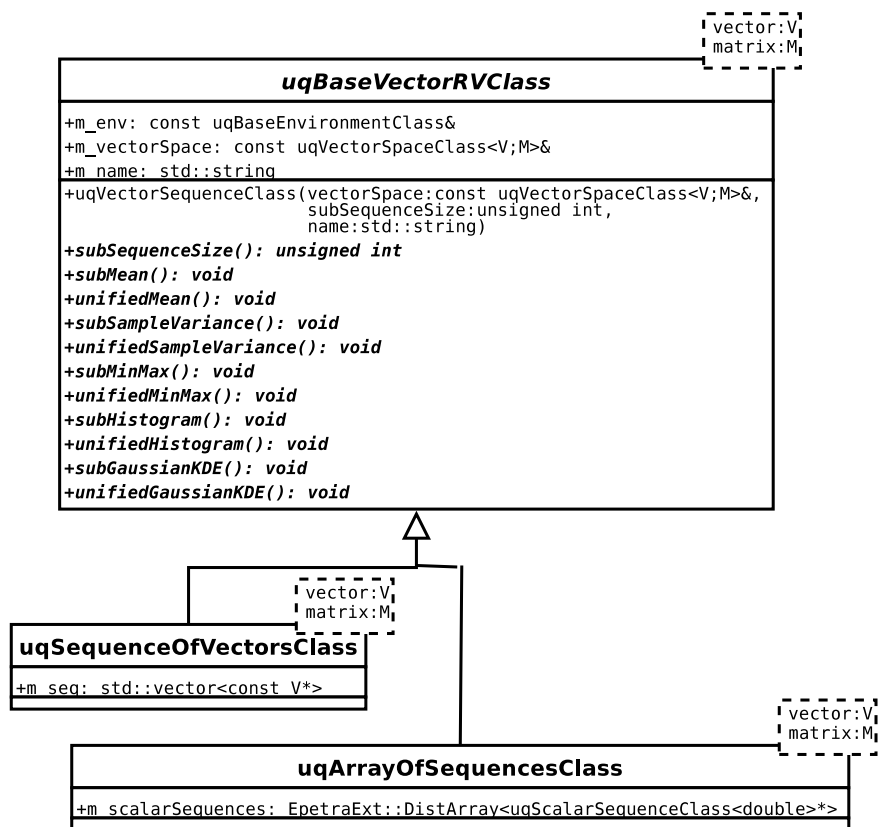 vector:V
matrix:M
uqBaseVectorRVClass
+m_env: const uqBaseEnvironmentClass&
+m_vectorSpace: const uqVectorSpaceClass<V;M>&
+m_name: std::string
+uqVectorSequenceClass(vectorSpace:const uqVectorSpaceClass<V;M>&,
subSequenceSize:unsigned int,
name:std::string)
+subSequenceSize(): unsigned int
+subMean(): void
+unifiedMean(): void
+subSampleVariance(): void
+unifiedSampleVariance(): void
+subMinMax(): void
+unifiedMinMax(): void
+subHistogram(): void
+unifiedHistogram(): void
+subGaussianKDE(): void
+unifiedGaussianKDE(): void
vector:V
matrix:M
uqSequenceOfVectorsClass
+m_seq: std::vector<const V*>
vector:V
matrix:M
uqArrayOfSequencesClass
+m_scalarSequences: EpetraExt::DistArray<uqScalarSequenceClass<double>*>